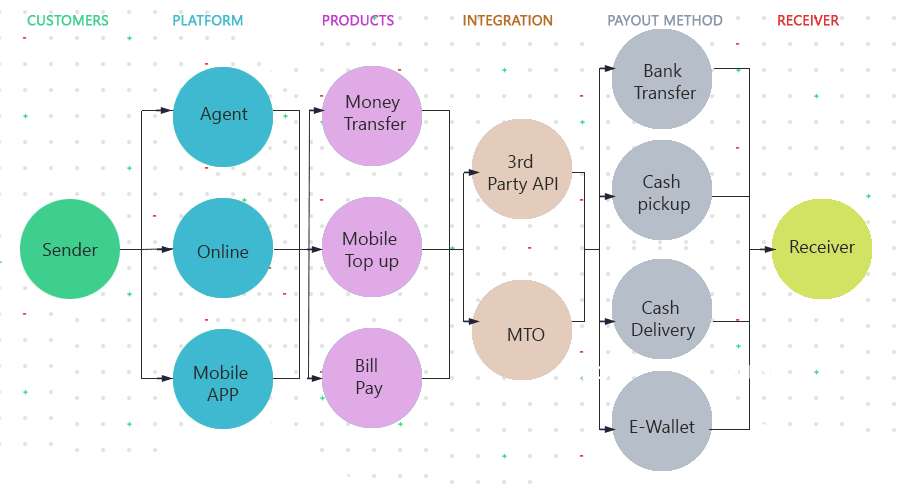 CUSTOMERS
PLATFORM
PRODUCTS
INTEGRATION
PAYOUT METHOD
RECEIVER
Sender
Agent
Online
Mobile
APP
Money
Transfer
Mobile
Top up
Bill
Pay
3rd
Party API
MTO
Bank
Transfer
Cash
pickup
Cash
Delivery
E-Wallet
Receiver